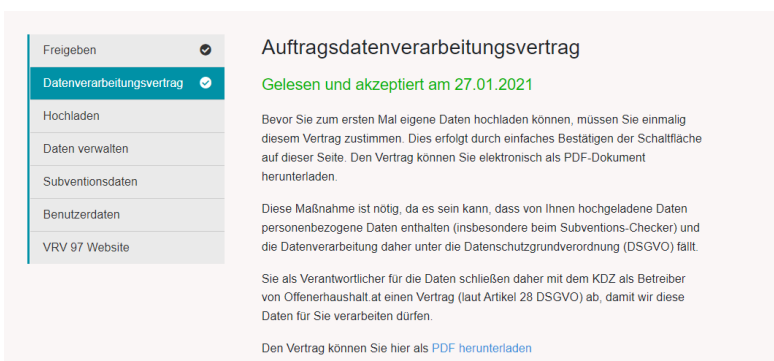 Freigeben
Datenverarbeitungsvertrag
Hochladen
Daten verwalten
Subventionsdaten
Benutzerdaten
VRV 97 Website
Auftragsdatenverarbeitungsvertrag
Gelesen und akzeptiert am 27.01.2021
Bevor Sie zum ersten Mal eigene Daten hochladen können, müssen Sie einmalig
diesem Vertrag zustimmen. Dies erfolgt durch einfaches Bestätigen der Schaltfläche
auf dieser Seite. Den Vertrag können Sie elektronisch als PDF-Dokument
herunterladen.
Diese Maßnahme ist nötig, da es sein kann, dass von Ihnen hochgeladene Daten
personenbezogene Daten enthalten (insbesondere beim Subventions-Checker) und
die Datenverarbeitung daher unter die Datenschutzgrundverordnung (DSGVO) fällt.
Sie als Verantwortlicher für die Daten schließen daher mit dem KDZ als Betreiber
von Offenerhaushalt.at einen Vertrag (laut Artikel 28 DSGVO) ab, damit wir diese
Daten für Sie verarbeiten dürfen.
Den Vertrag können Sie hier als PDF herunterladen